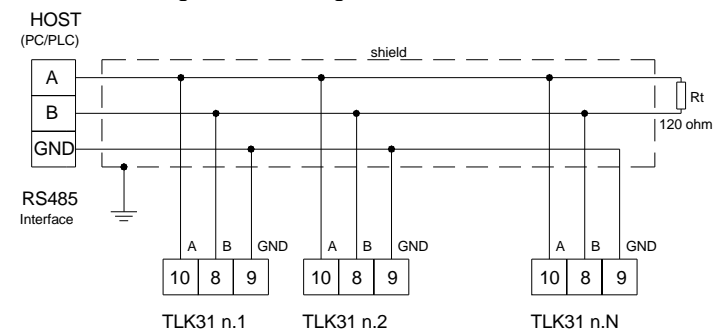 HOST
(PC/PLC)
shield
A
B
GND
Rt
120 ohm
RS485
Interface
A B GND A B GND A B GND
10 8 9 10 8 9 10 8 9
TLK31 n.1 TLK31 n.2 TLK31 n.N